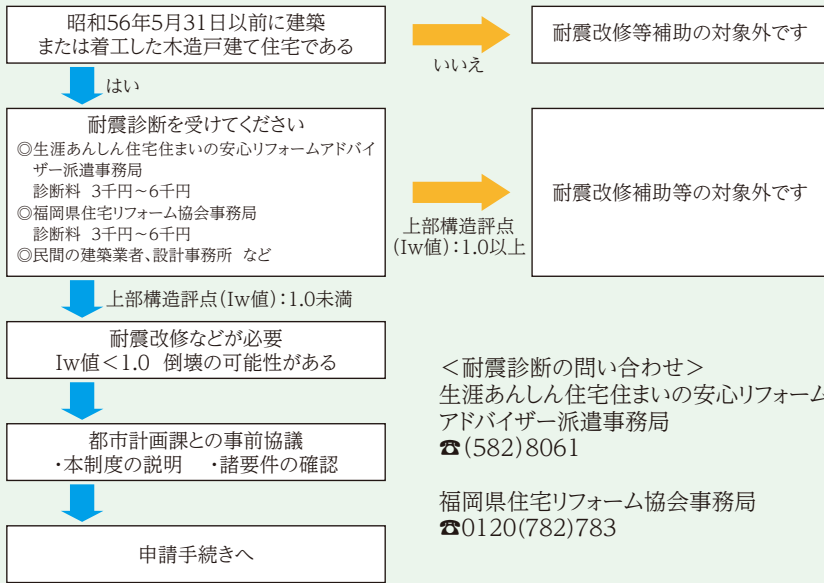 昭和56年5月31日以前に建築
または着工した木造戸建て住宅である
いいえ
耐震改修等補助の対象外です
はい
耐震診断を受けてください
◎生涯あんしん住宅住まいの安心リフォームアドバイ
ザー派遣事務局
診断料 3千円~6千円
◎福岡県住宅リフォーム協会事務局
診断料 3千円~6千円
◎民間の建築業者、設計事務所 など
上部構造評点
(Iw値):1.0以上
耐震改修補助等の対象外です
上部構造評点(Iw値):1.0未満
耐震改修などが必要
Iw値<1.0 倒壊の可能性がある
都市計画課との事前協議
・本制度の説明 ・諸要件の確認
申請手続きへ
<耐震診断の問い合わせ>
生涯あんしん住宅住まいの安心リフォーム
アドバイザー派遣事務局
☎(582)8061
福岡県住宅リフォーム協会事務局
☎0120(782)783